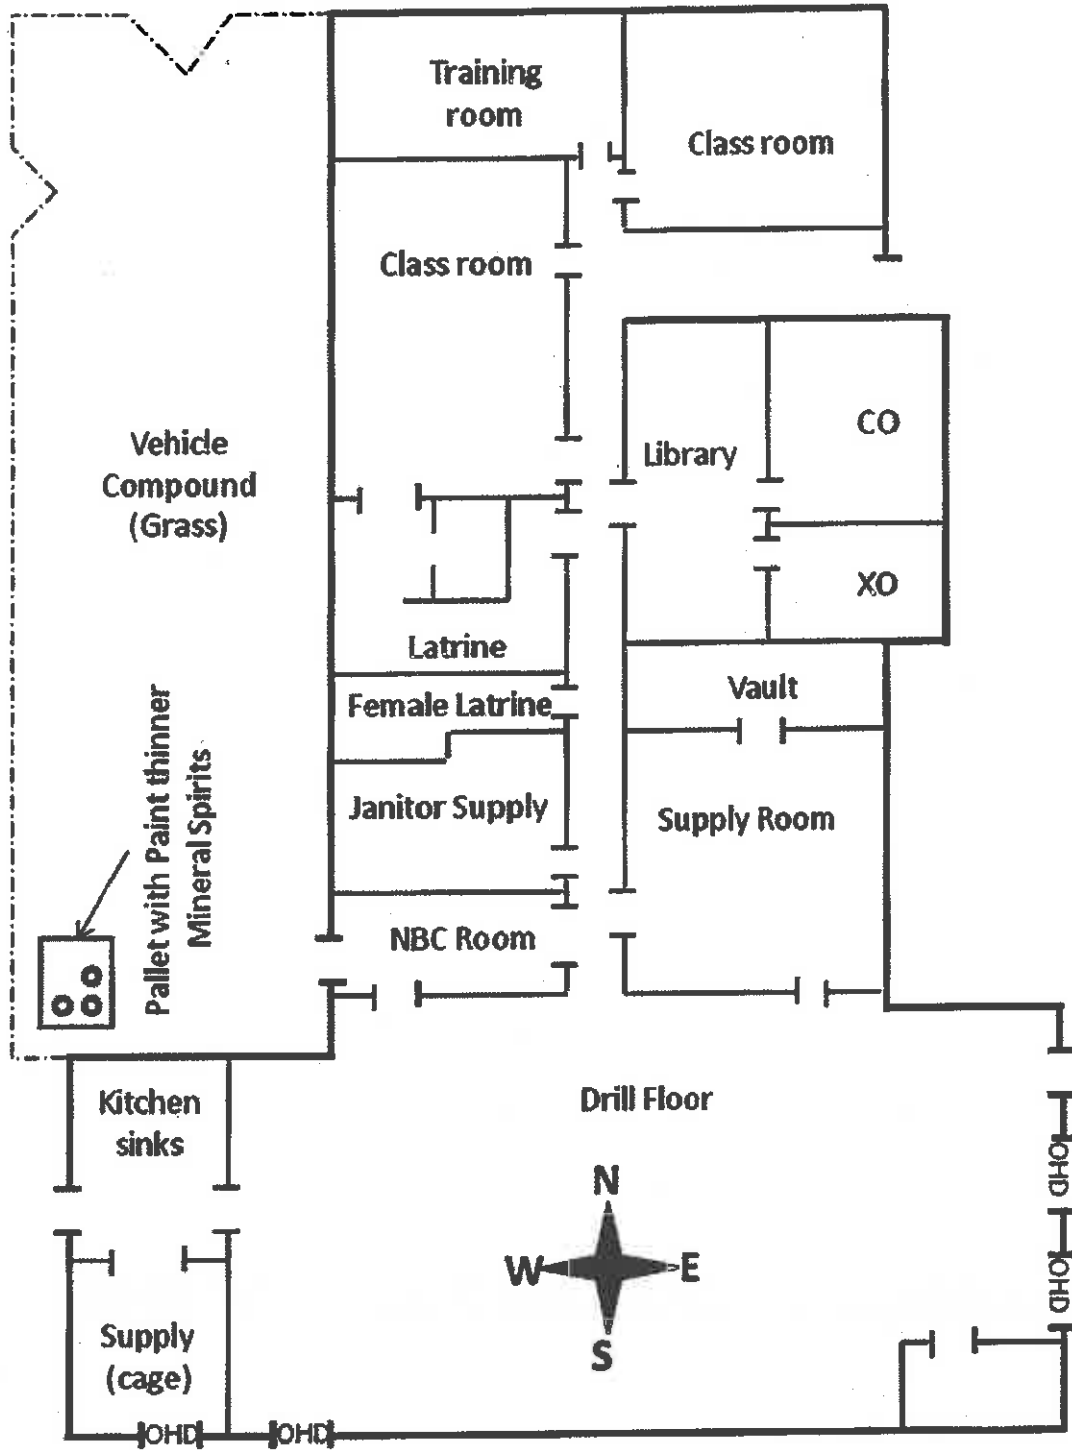 Training
room
Class room
Class room
Vehicle
Compound
(Grass)
Library
CO
XO
Latrine
Vault
Female Latrine
Pallet with Paint thinner
Mineral Spirits
Janitor Supply
Supply Room
NBC Room
Kitchen
sinks
Drill Floor
OHD
N
W
E
S
OHD
Supply
(cage)
OHD
OHD